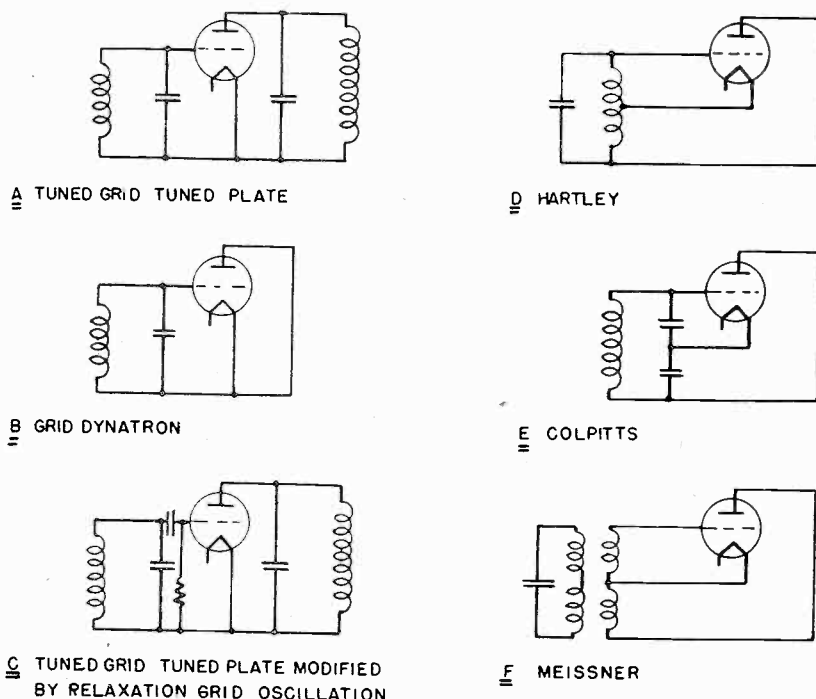 A TUNED GRID TUNED PLATE
B GRID DYNATRON
C TUNED GRID TUNED PLATE MODIFIED
BY RELAXATION GRID OSCILLATION
D HARTLEY
E COLPITTS
F MEISSNER